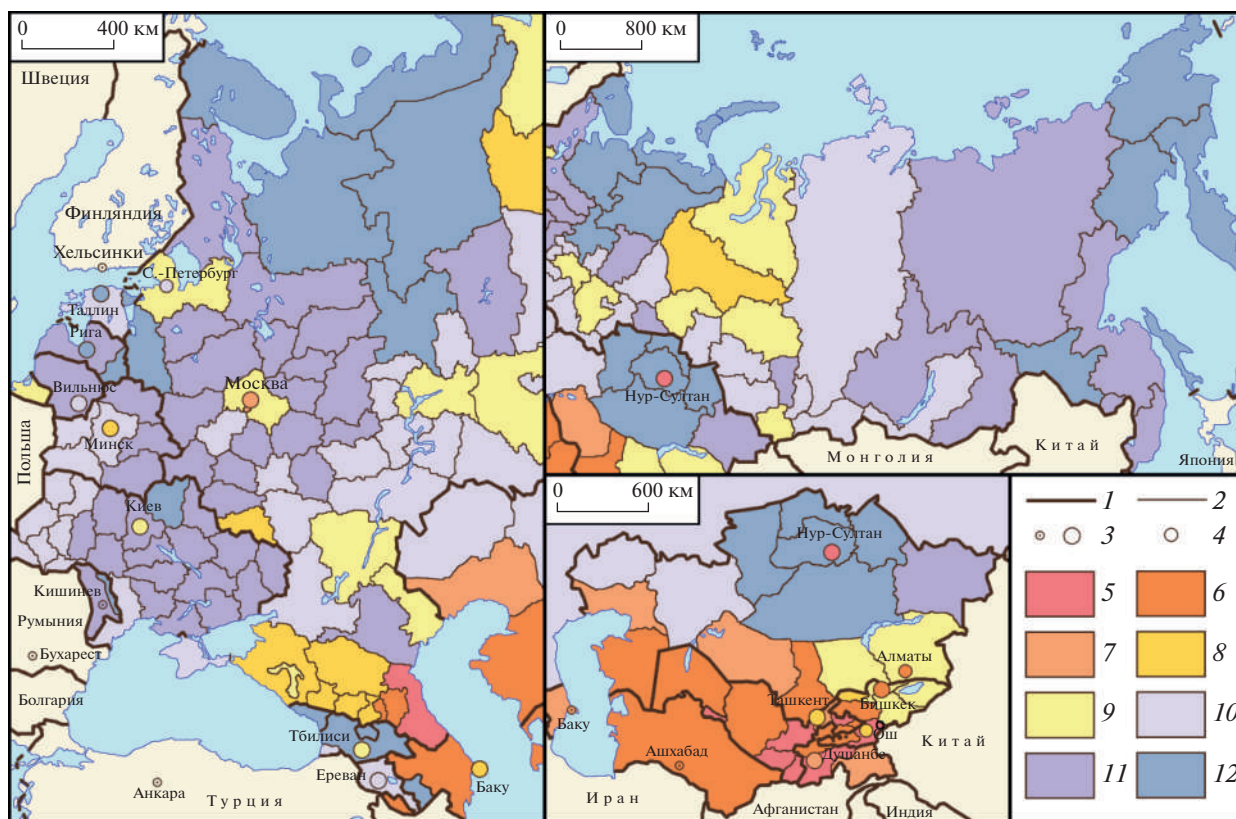 0 400 км
Швеция
Финляндия
Хельсинки
С.-Петербург
Таллин
Рига
Вильнюс
Москва
Минск
Польша
Киев
Кишинев
Румыния
Бухарест
Болгария
Тбилиси
Ереван
Баку
Анкара
Турция
0 800 км
Нур-Султан
Монголия
Китай
Япония
0 600 км
Нур-Султан
Алматы
Ташкент
Бишкек
Баку
Ош
Ашхабад
Душанбе
Китай
Иран
Афганистан
Индия
1 2
3 4
5 6
7 8
9 10
11 12